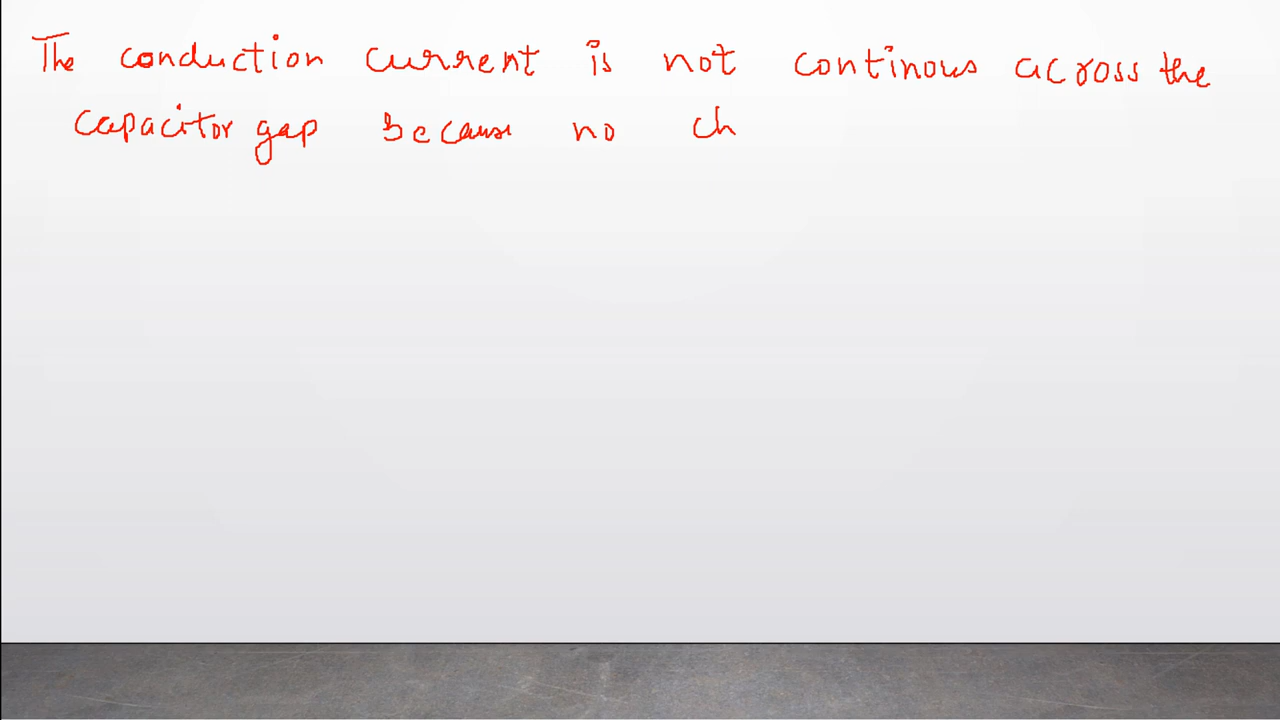 The conduction current is not continous across the
capacitor gap because no ch